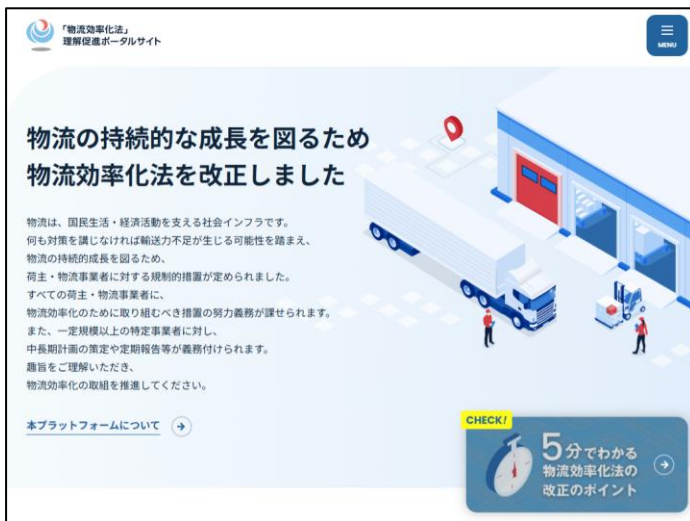 「物流効率化法」
理解促進ポータルサイト
MENU
物流の持続的な成長を図るため
物流効率化法を改正しました
物流は、国民生活・経済活動を支える社会インフラです。
何も対策を講じなければ輸送力不足が生じる可能性を踏まえ、
物流の持続的成長を図るため、
荷主・物流事業者に対する規制的措置が定められました。
すべての荷主・物流事業者に、
物流効率化のために取り組むべき措置の努力義務が課せられます。
また、一定規模以上の特定事業者に対し、
中長期計画の策定や定期報告等が義務付けられます。
趣旨をご理解いただき、
物流効率化の取組を推進してください。
本プラットフォームについて
CHECK!
5分でわかる
物流効率化法の
改正のポイント